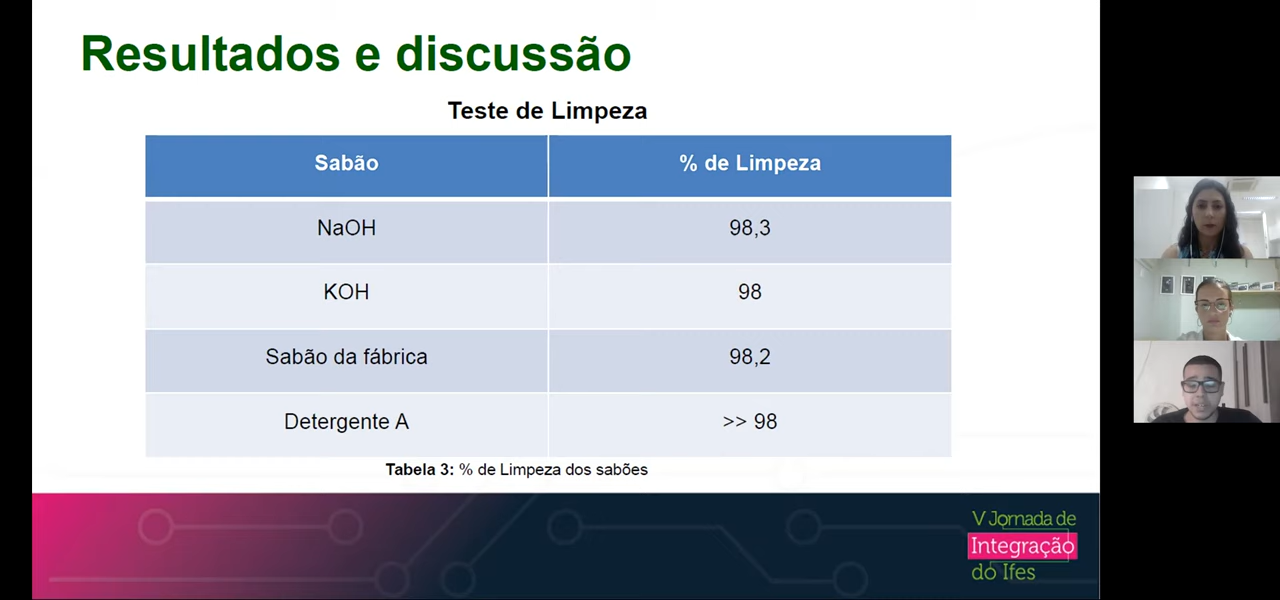 Resultados e discussão
Teste de Limpeza
Sabão % de Limpeza
NaOH 98,3
KOH 98
Sabão da fábrica 98,2
Detergente A >> 98
Tabela 3: % de Limpeza dos sabões
V Jornada de
Integração
do Ifes